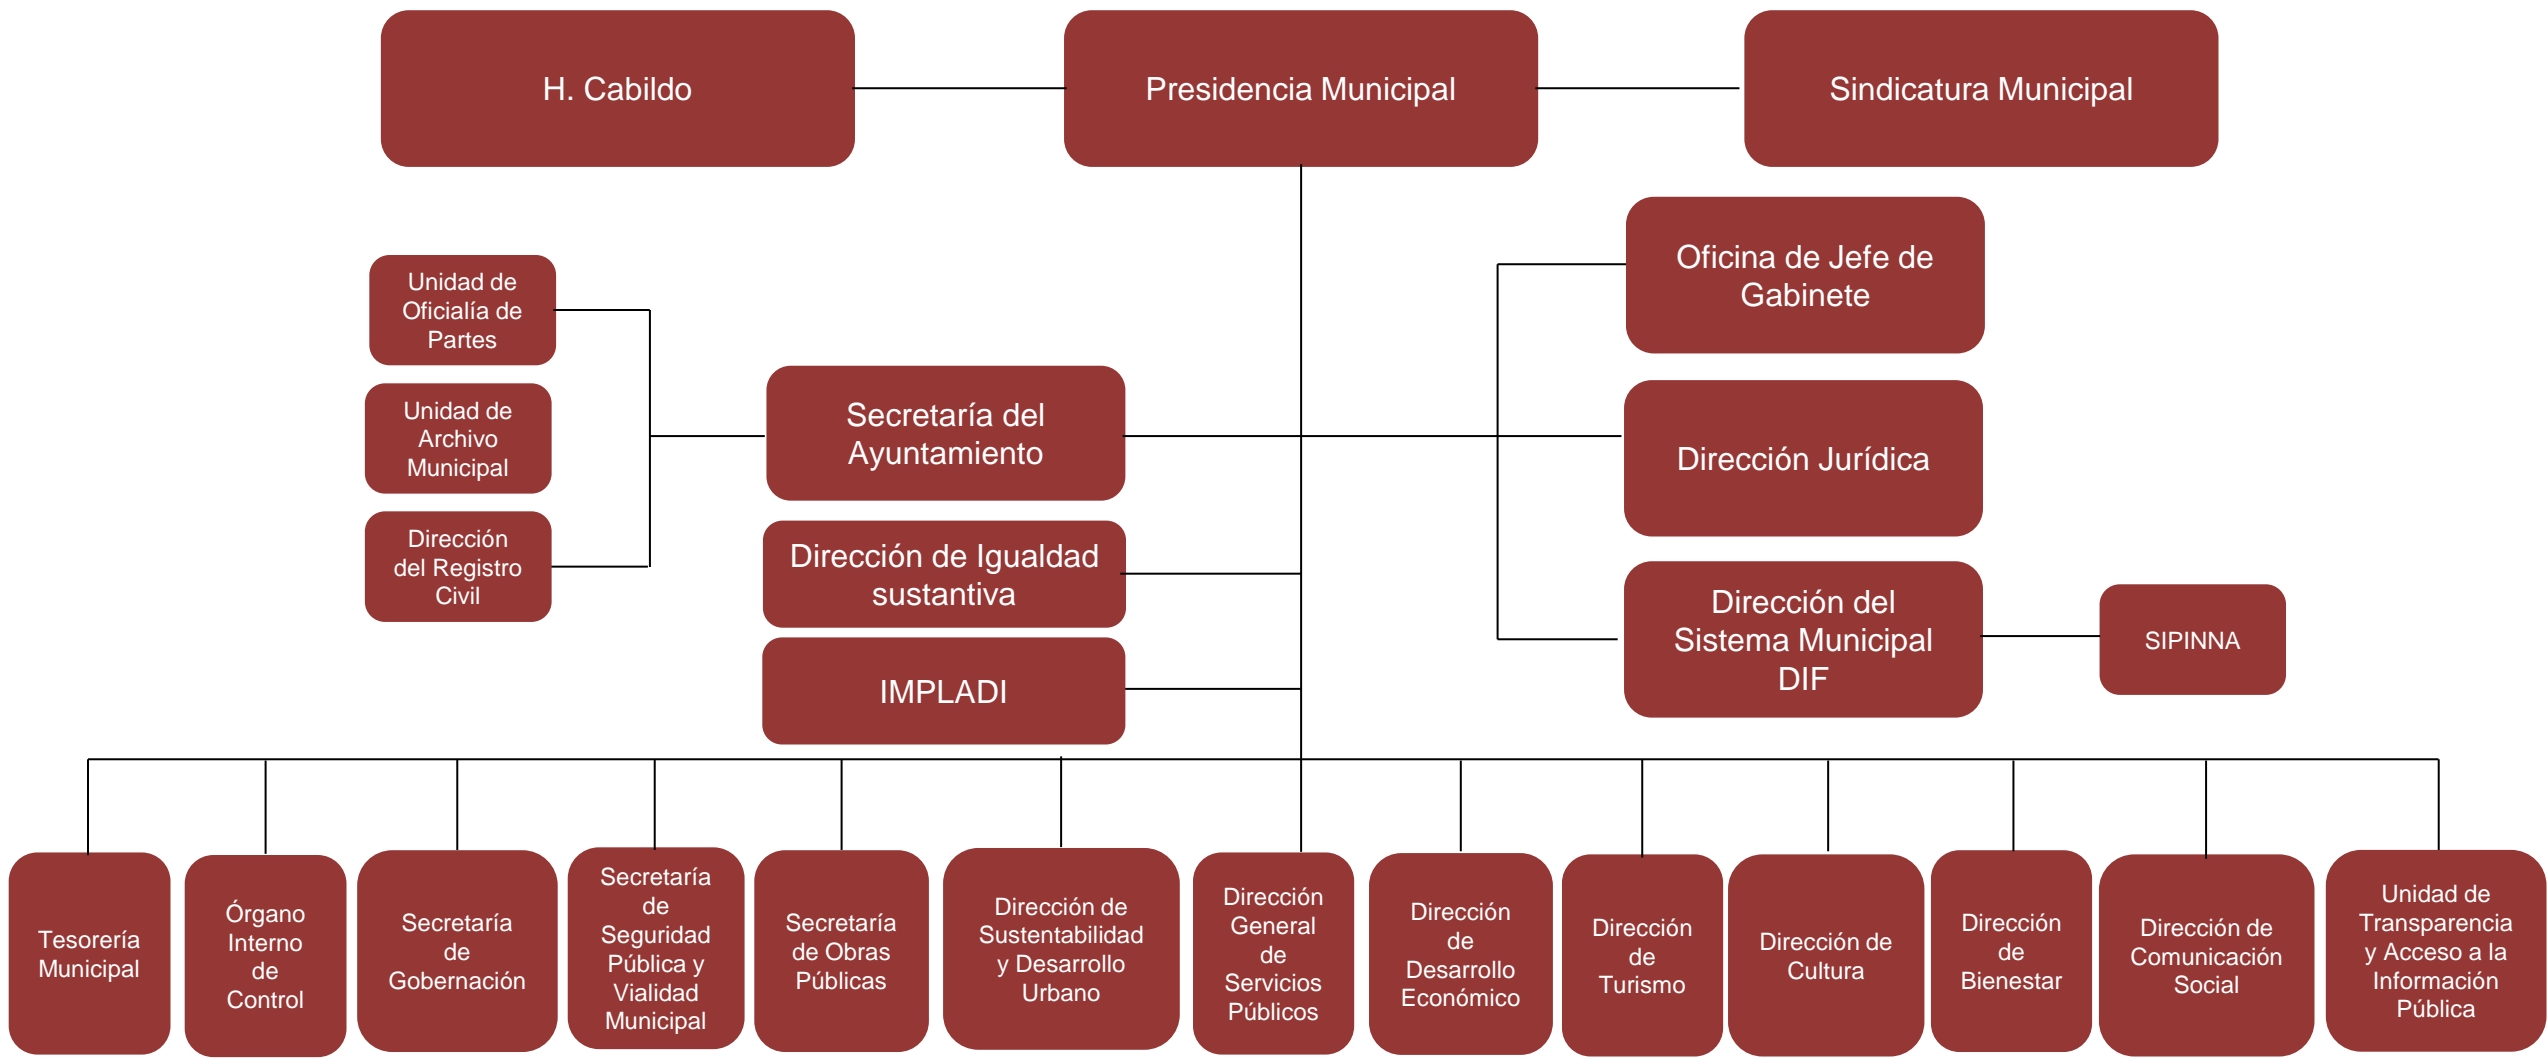 H. Cabildo
Presidencia Municipal
Sindicatura Municipal
Oficina de Jefe de
Gabinete
Unidad de
Oficialía de
Partes
Unidad de
Archivo
Municipal
Dirección
del Registro
Civil
Secretaría del
Ayuntamiento
Dirección Jurídica
Dirección de Igualdad
sustantiva
IMPLADI
Dirección del
Sistema Municipal
DIF
SIPINNA
Tesorería
Municipal
Órgano
Interno
de
Control
Secretaría
de
Gobernación
Secretaría
de
Seguridad
Pública y
Vialidad
Municipal
Secretaría
de Obras
Públicas
Dirección de
Sustentabilidad
y Desarrollo
Urbano
Dirección
General
de
Servicios
Públicos
Dirección
de
Desarrollo
Económico
Dirección
de
Turismo
Dirección de
Cultura
Dirección
de
Bienestar
Dirección de
Comunicación
Social
Unidad de
Transparencia
y Acceso a la
Información
Pública